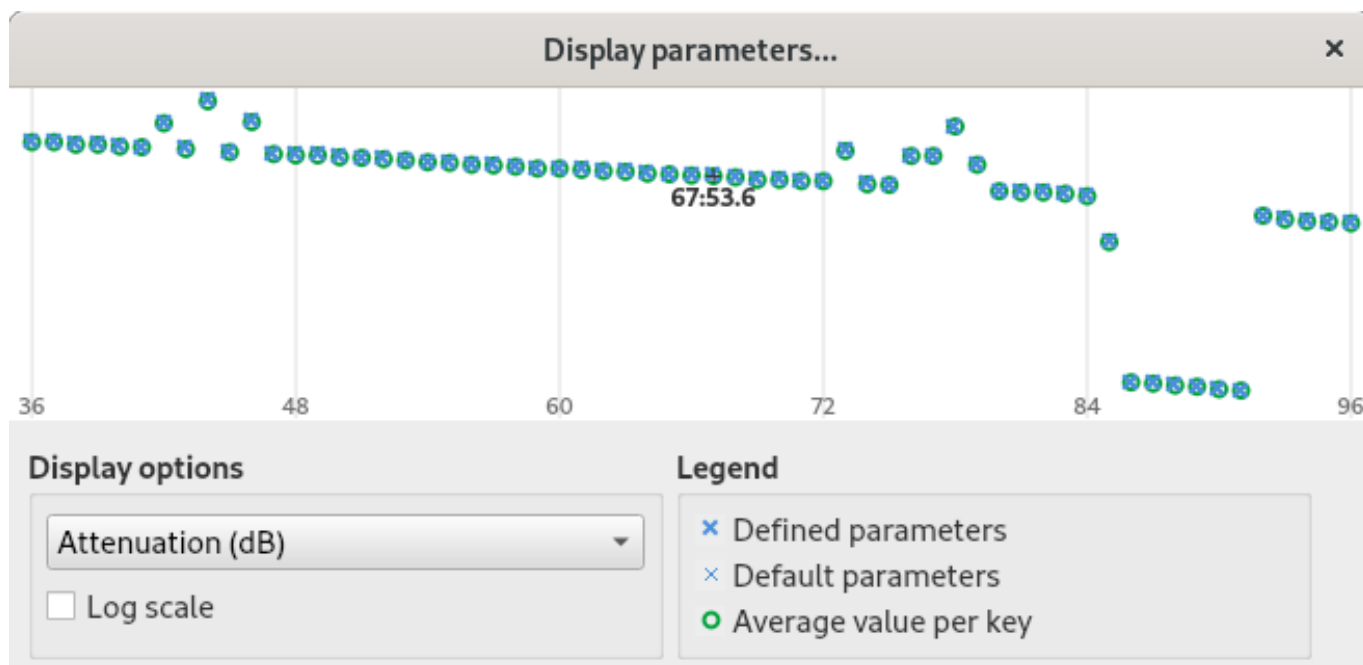 Display parameters...
×
67:53.6
36 48 60 72 84 96
Display options
Legend
Attenuation (dB)
Log scale
Defined parameters
Default parameters
Average value per key